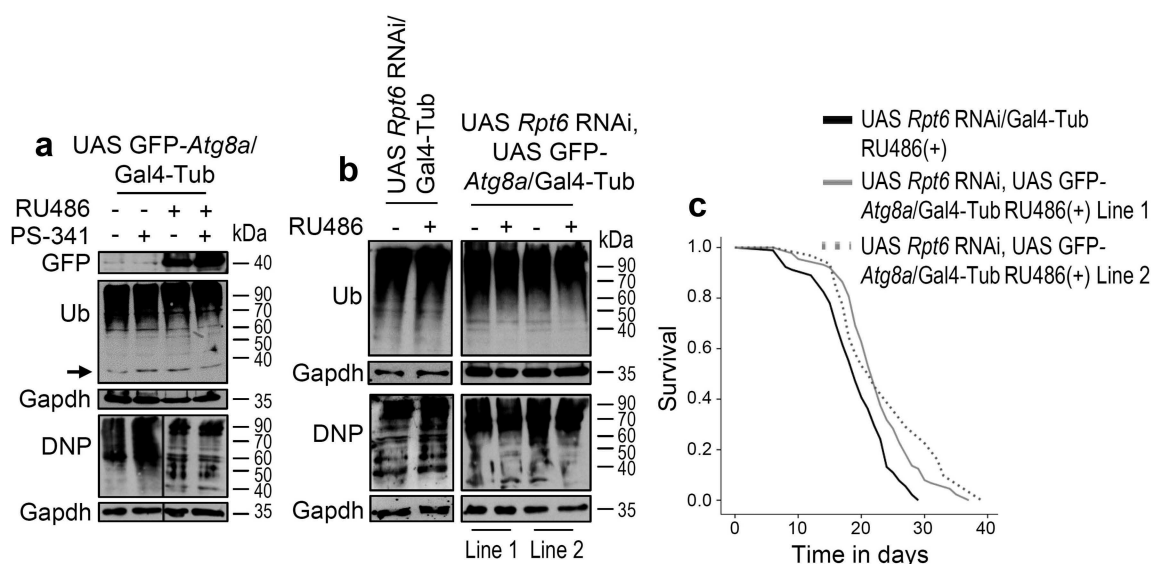 a
UAS GFP-Atg8a/
Gal4-Tub
RU486 - - + +
PS-341 - + - + kDa
GFP 40
Ub 90
70
60
50
40
Gapdh 35
DNP 90
70
60
50
40
Gapdh 35
b
UAS Rpt6 RNAi/
Gal4-Tub
UAS Rpt6 RNAi,
UAS GFP-
Atg8a/Gal4-Tub
RU486 - + - + - + kDa
Ub 90
70
60
50
40
Gapdh 35
DNP 90
70
60
50
40
Gapdh 35
Line 1 Line 2
c
UAS Rpt6 RNAi/Gal4-Tub
RU486(+)
UAS Rpt6 RNAi, UAS GFP-
Atg8a/Gal4-Tub RU486(+) Line 1
UAS Rpt6 RNAi, UAS GFP-
Atg8a/Gal4-Tub RU486(+) Line 2
Survival
1.0
0.8
0.6
0.4
0.2
0.0
0 10 20 30 40
Time in days